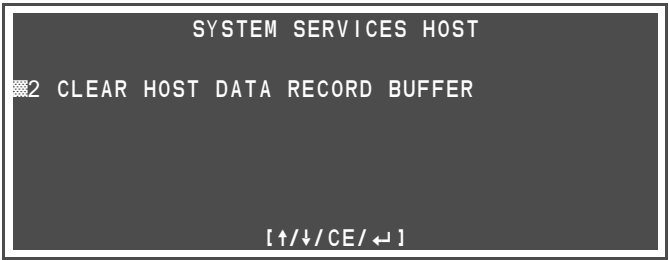 SYSTEM SERVICES HOST
2 CLEAR HOST DATA RECORD BUFFER
[↑/↓/CE/↵]